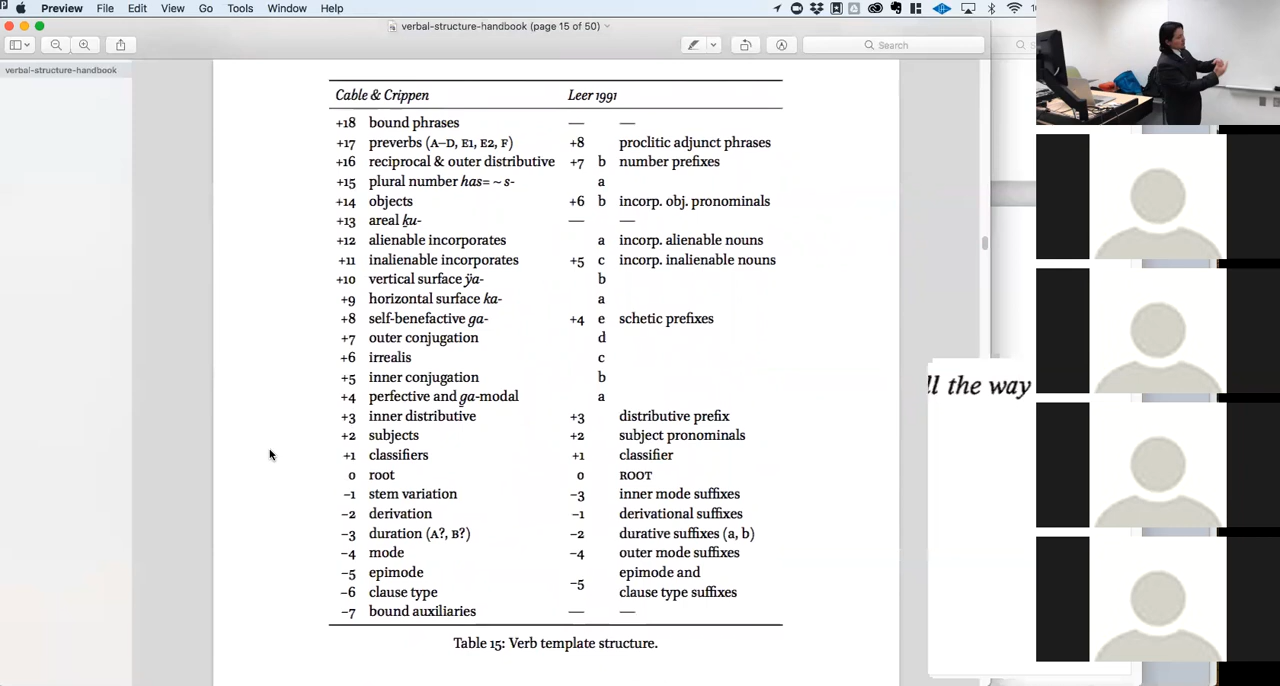 Preview File Edit View Go Tools Window Help
verbal-structure-handbook (page 15 of 50)
Search
verbal-structure-handbook
Cable & Crippen Leer 1991
+18 bound phrases — —
+17 preverbs (A–D, E1, E2, F) +8 proclitic adjunct phrases
+16 reciprocal & outer distributive +7 b number prefixes
+15 plural number has= ~ s- a
+14 objects +6 b incorp. obj. pronominals
+13 areal ḵu- — —
+12 alienable incorporates a incorp. alienable nouns
+11 inalienable incorporates +5 c incorp. inalienable nouns
+10 vertical surface ÿa- b
+9 horizontal surface ka- a
+8 self-benefactive ga- +4 e schetic prefixes
+7 outer conjugation d
+6 irrealis c
+5 inner conjugation b
+4 perfective and ga-modal a
+3 inner distributive +3 distributive prefix
+2 subjects +2 subject pronominals
+1 classifiers +1 classifier
0 root 0 ROOT
−1 stem variation −3 inner mode suffixes
−2 derivation −1 derivational suffixes
−3 duration (A?, B?) −2 durative suffixes (a, b)
−4 mode −4 outer mode suffixes
−5 epimode −5 epimode and
−6 clause type clause type suffixes
−7 bound auxiliaries — —
Table 15: Verb template structure.
ll the way